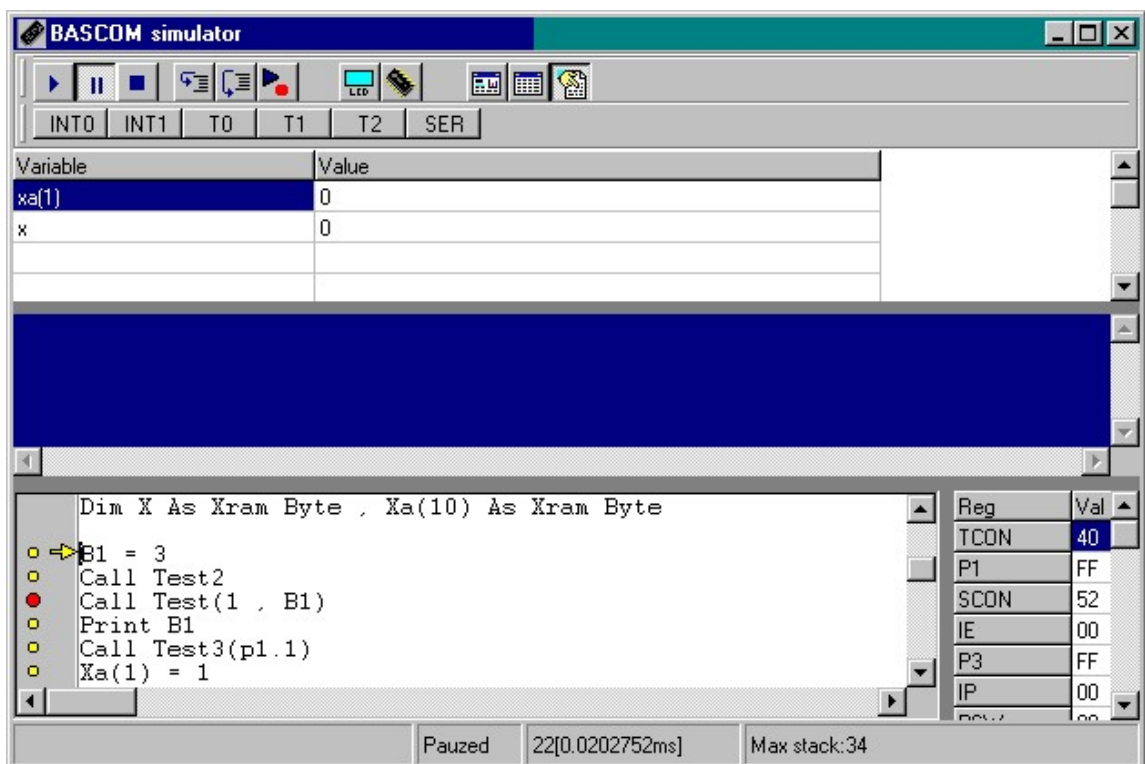 BASCOM simulator
LCD
INT0 INT1 T0 T1 T2 SER
Variable Value
xa(1) 0
x 0
Dim X As Xram Byte , Xa(10) As Xram Byte
B1 = 3
Call Test2
Call Test(1 , B1)
Print B1
Call Test3(p1.1)
Xa(1) = 1
Reg Val
TCON 40
P1 FF
SCON 52
IE 00
P3 FF
IP 00
Pauzed 22[0.0202752ms] Max stack:34